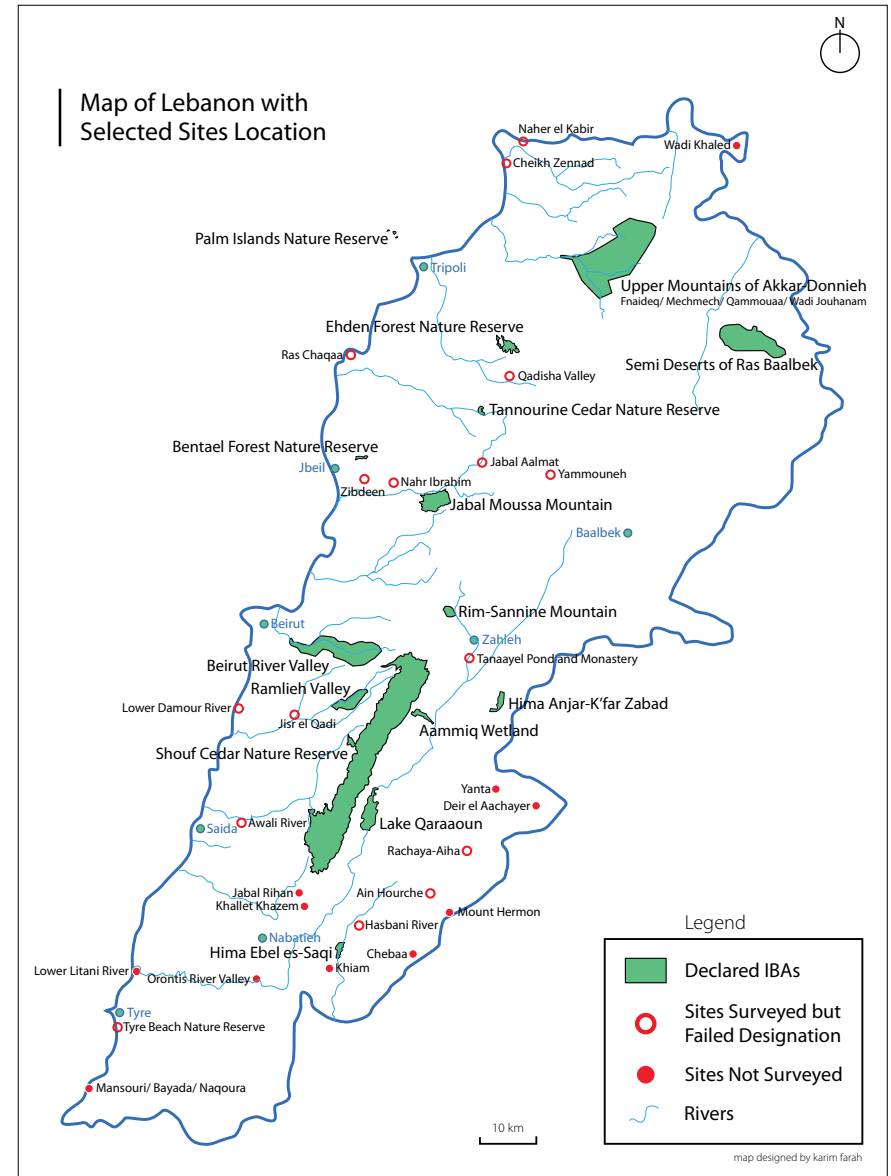 N
Map of Lebanon with
Selected Sites Location
Naher el Kabir
Wadi Khaled
Cheikh Zennad
Palm Islands Nature Reserve
Tripoli
Upper Mountains of Akkar-Donnieh
Fnaideq/ Mechmech/ Qammouaa/ Wadi Jouhanam
Ehden Forest Nature Reserve
Ras Chaqaa
Semi Deserts of Ras Baalbek
Qadisha Valley
Tannourine Cedar Nature Reserve
Bentael Forest Nature Reserve
Jbeil
Jabal Aalmat
Yammouneh
Zibdeen
Nahr Ibrahim
Jabal Moussa Mountain
Baalbek
Rim-Sannine Mountain
Beirut
Zahleh
Tanaayel Pond and Monastery
Beirut River Valley
Ramlieh Valley
Hima Anjar-K'far Zabad
Lower Damour River
Jisr el Qadi
Aammiq Wetland
Shouf Cedar Nature Reserve
Yanta
Deir el Aachayer
Saida
Awali River
Lake Qaraaoun
Rachaya-Aiha
Jabal Rihan
Ain Hourche
Khallet Khazem
Mount Hermon
Hasbani River
Nabatieh
Hima Ebel es-Saqi
Chebaa
Khiam
Lower Litani River
Orontis River Valley
Tyre
Tyre Beach Nature Reserve
Mansouri/ Bayada/ Naqoura
10 km
Legend
Declared IBAs
Sites Surveyed but
Failed Designation
Sites Not Surveyed
Rivers
map designed by karim farah